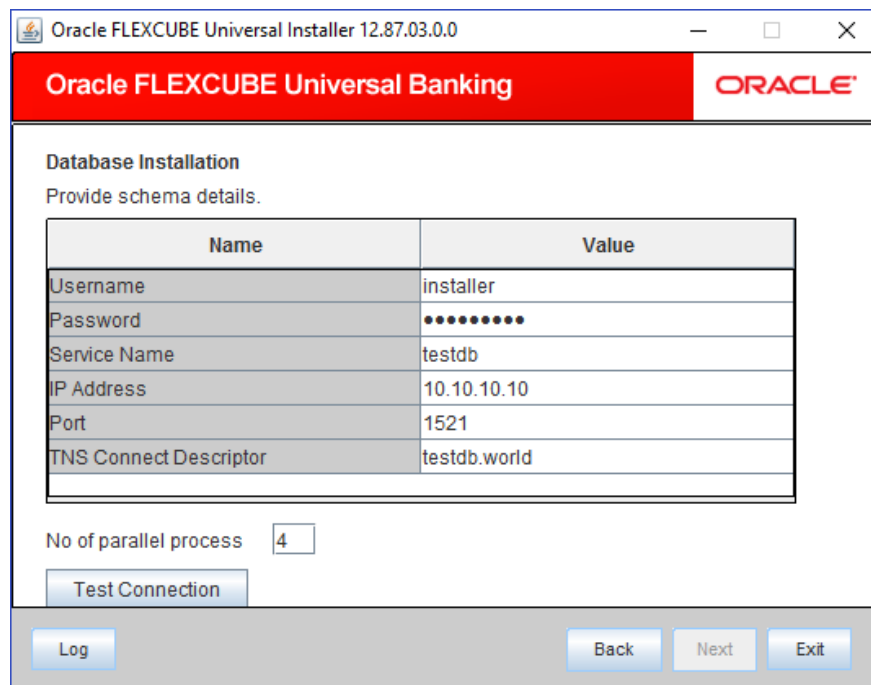 Oracle FLEXCUBE Universal Installer 12.87.03.0.0
Oracle FLEXCUBE Universal Banking
ORACLE
Database Installation
Provide schema details.
Name Value
Username installer
Password •••••••••
Service Name testdb
IP Address 10.10.10.10
Port 1521
TNS Connect Descriptor testdb.world
No of parallel process 4
Test Connection
Log Back Next Exit